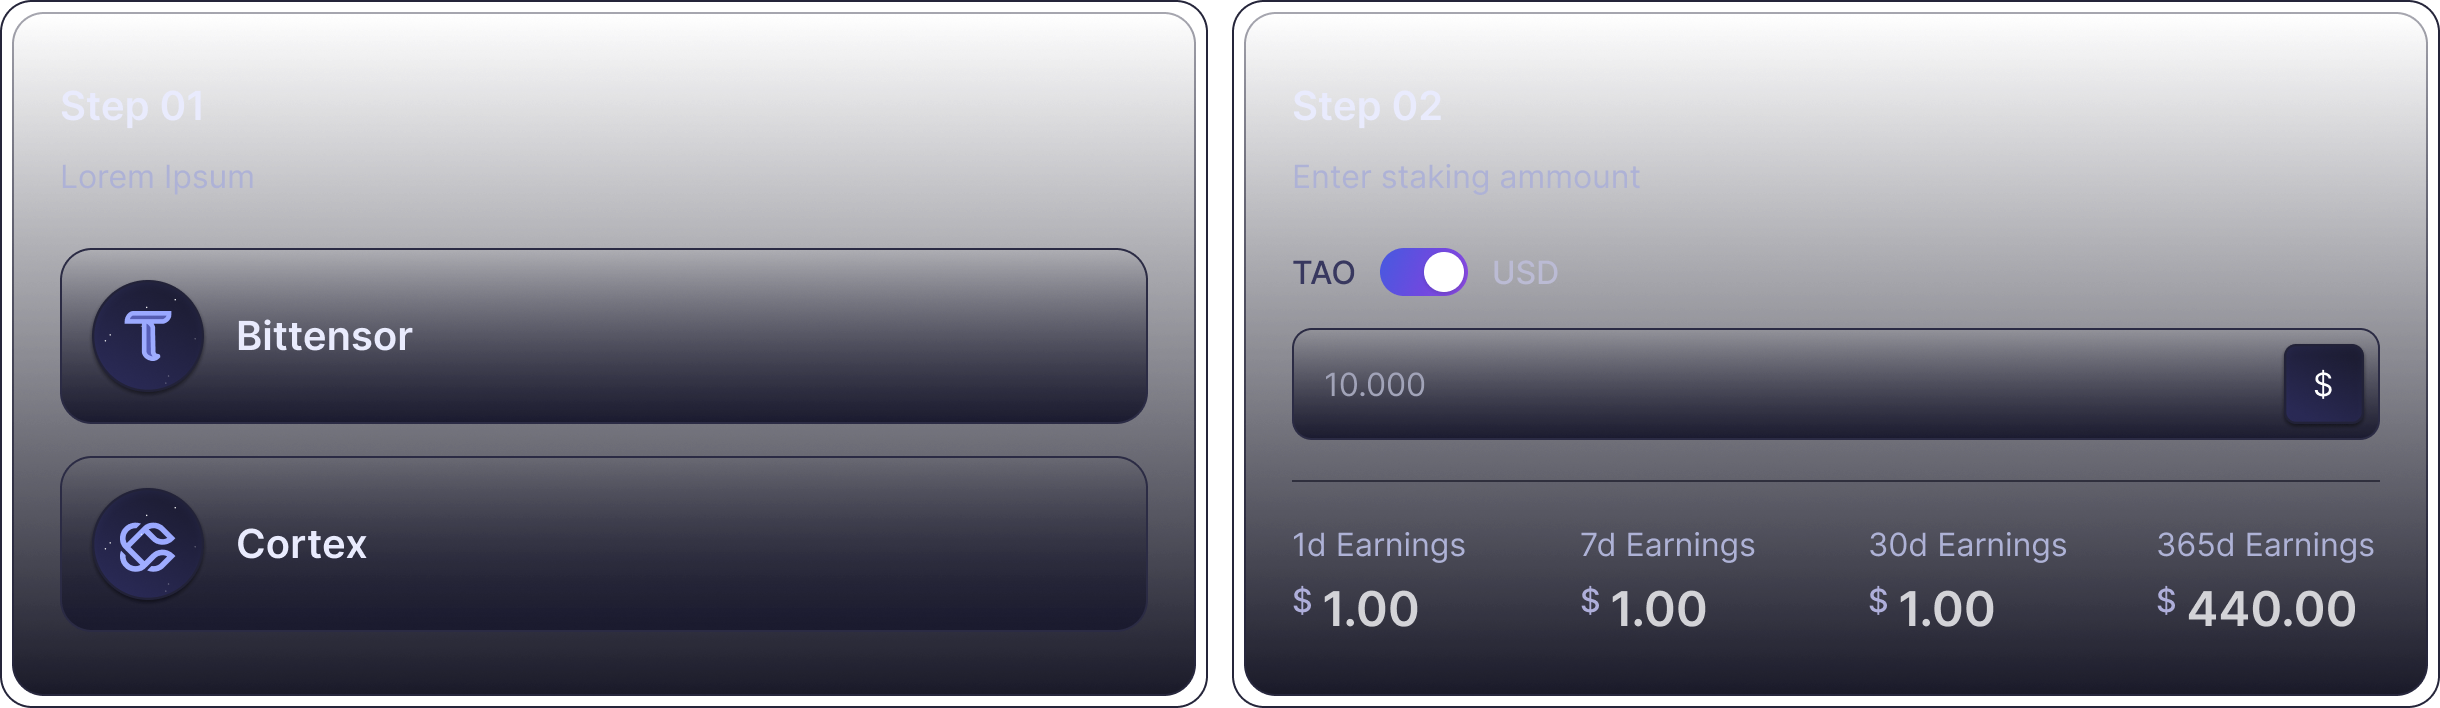 Step 01
Lorem Ipsum
Bittensor
Cortex
Step 02
Enter staking ammount
TAO USD
10.000 $
1d Earnings 7d Earnings 30d Earnings 365d Earnings
$ 1.00 $ 1.00 $ 1.00 $ 440.00